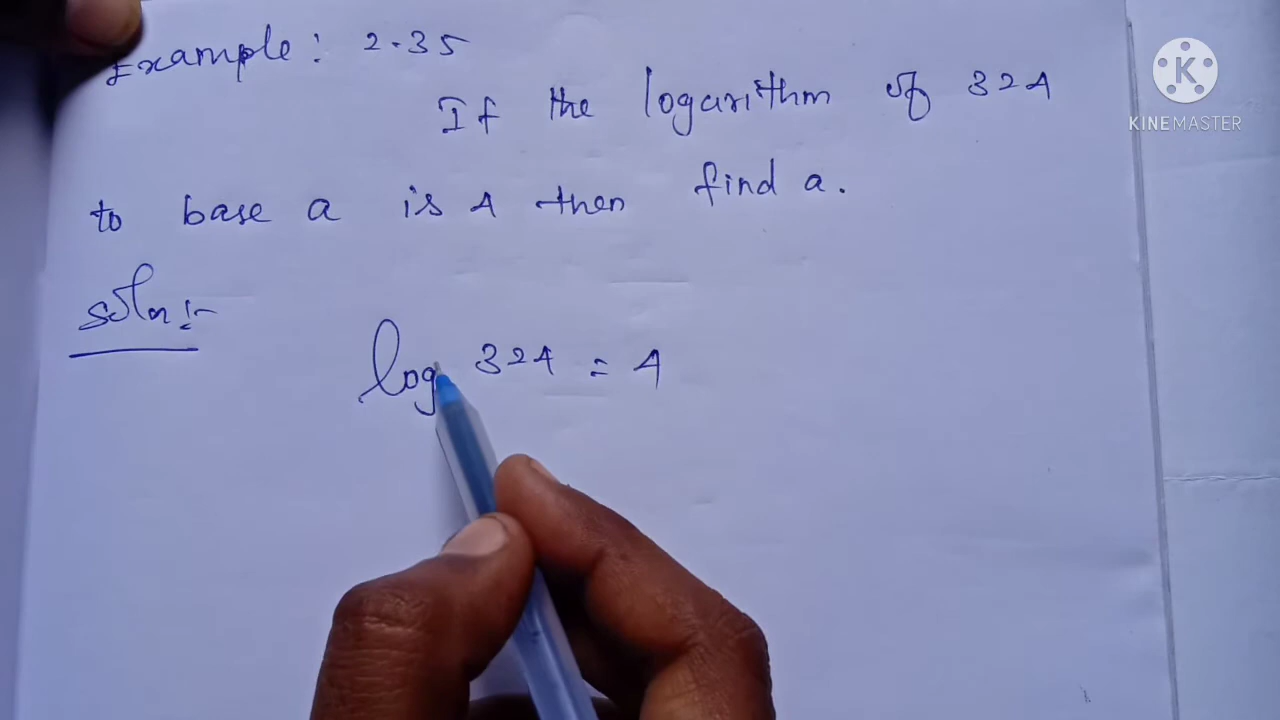 Example: 2.35
If the logarithm of 324
to base a is 4 then find a.
soln:-
log 324 = 4
K
KINEMASTER